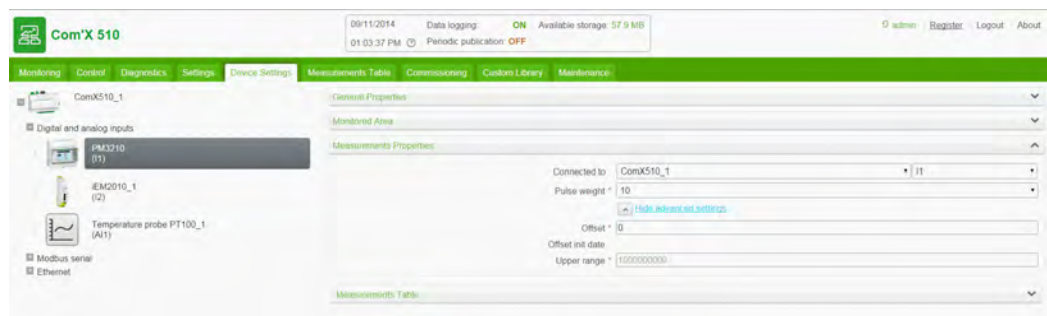 Com'X 510
09/11/2014 Data logging: ON Available storage: 57.9 MB
01:03:37 PM Periodic publication: OFF
admin Register Logout About
Monitoring Control Diagnostics Settings Device Settings Measurements Table Commissioning Custom Library Maintenance
ComX510_1
Digital and analog inputs
PM3210
(I1)
iEM2010_1
(I2)
Temperature probe PT100_1
(AI1)
Modbus serial
Ethernet
General Properties
Monitored Area
Measurements Properties
Connected to ComX510_1 I1
Pulse weight * 10
Hide advanced settings
Offset * 0
Offset init date
Upper range * 1000000000
Measurements Table